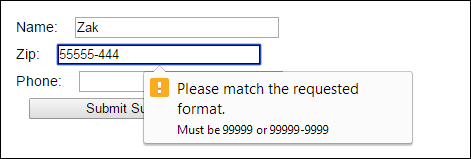 Name: Zak
Zip: 55555-444
Phone:
Submit Su
Please match the requested
format.
Must be 99999 or 99999-9999